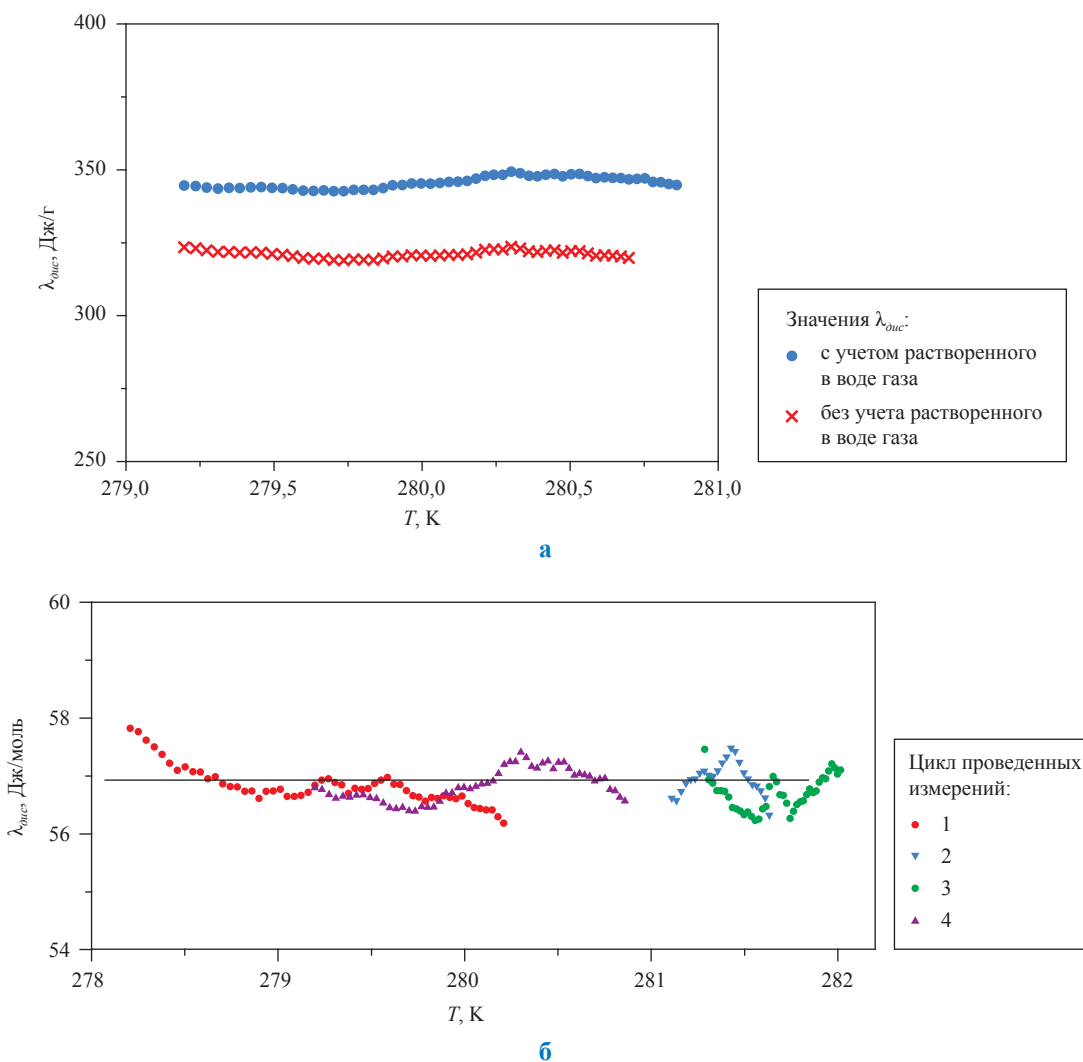 400
350
300
250
λдис, Дж/г
279,0 279,5 280,0 280,5 281,0
T, K
Значения λдис:
с учетом растворенного
в воде газа
без учета растворенного
в воде газа
а
60
58
56
54
λдис, Дж/моль
278 279 280 281 282
T, K
Цикл проведенных
измерений:
1
2
3
4
б